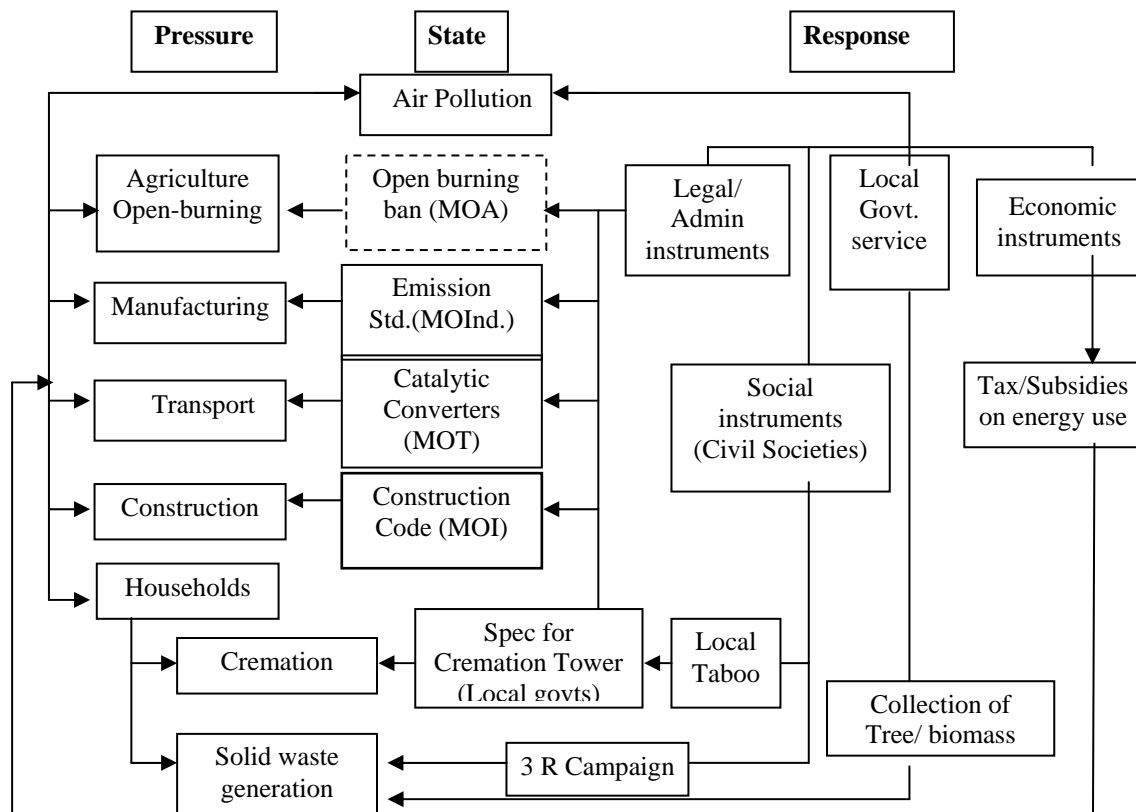 Pressure
State
Response
Air Pollution
Agriculture
Open-burning
Open burning
ban (MOA)
Legal/
Admin
instruments
Local
Govt.
service
Economic
instruments
Manufacturing
Emission
Std.(MOInd.)
Transport
Catalytic
Converters
(MOT)
Social
instruments
(Civil Societies)
Tax/Subsidies
on energy use
Construction
Construction
Code (MOI)
Households
Cremation
Spec for
Cremation Tower
(Local govts)
Local
Taboo
Collection of
Tree/ biomass
Solid waste
generation
3 R Campaign